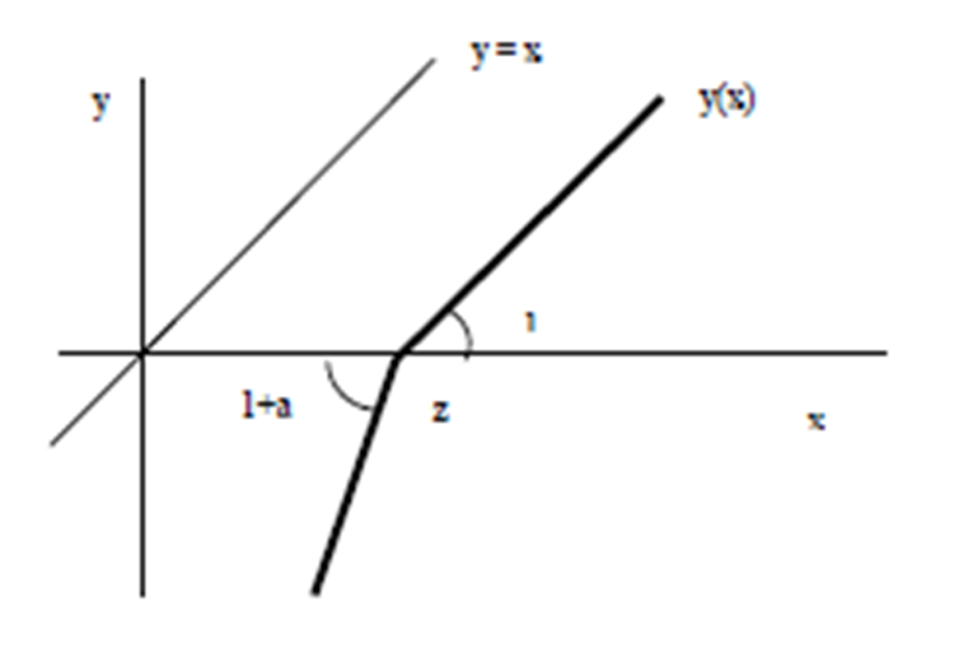 y = x
y
y(x)
1
1+a
z
x